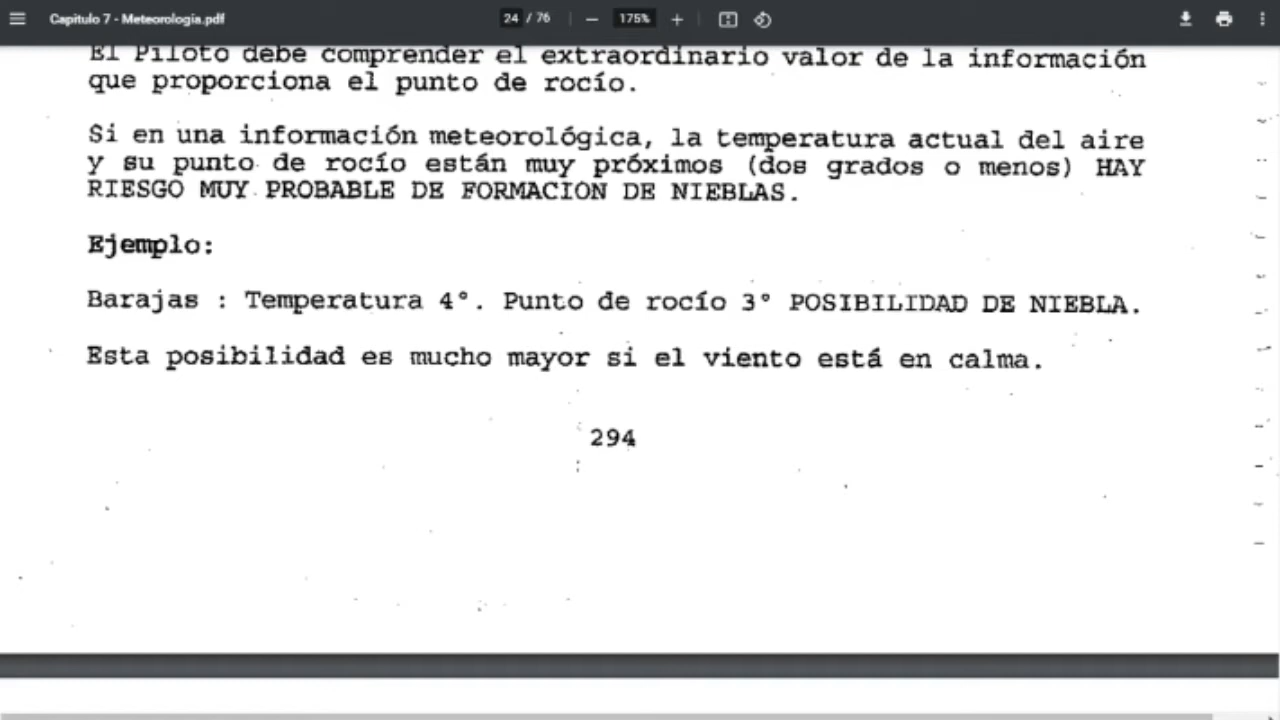 Capitulo 7 - Meteorologia.pdf
24 / 76
175%
El Piloto debe comprender el extraordinario valor de la información
que proporciona el punto de rocío.
Si en una información meteorológica, la temperatura actual del aire
y su punto de rocío están muy próximos (dos grados o menos) HAY
RIESGO MUY PROBABLE DE FORMACION DE NIEBLAS.
Ejemplo:
Barajas : Temperatura 4°. Punto de rocío 3° POSIBILIDAD DE NIEBLA.
Esta posibilidad es mucho mayor si el viento está en calma.
294